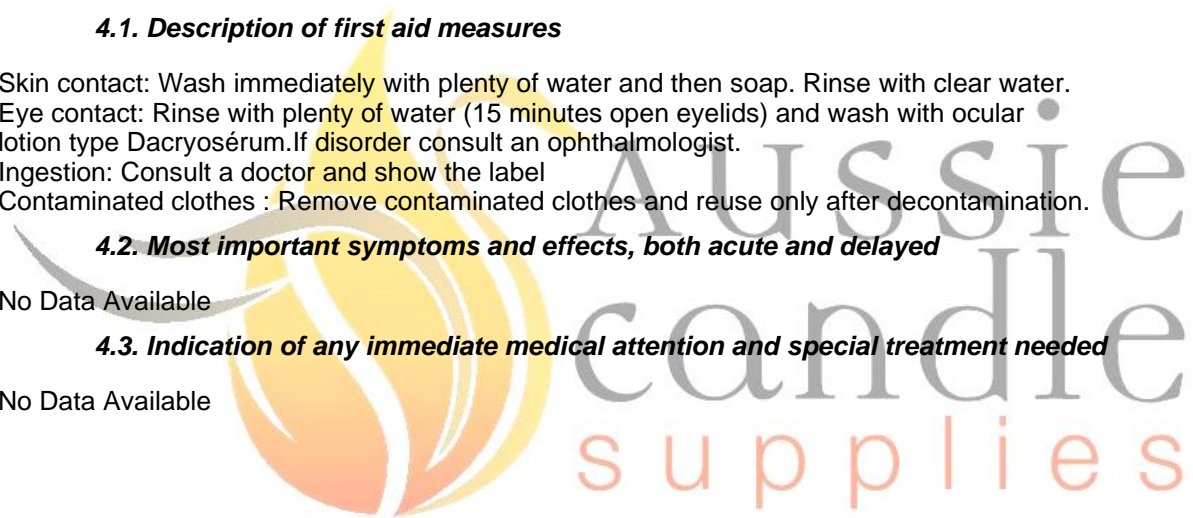 4.1. Description of first aid measures
Skin contact: Wash immediately with plenty of water and then soap. Rinse with clear water.
Eye contact: Rinse with plenty of water (15 minutes open eyelids) and wash with ocular
lotion type Dacryosérum.If disorder consult an ophthalmologist.
Ingestion: Consult a doctor and show the label
Contaminated clothes : Remove contaminated clothes and reuse only after decontamination.
4.2. Most important symptoms and effects, both acute and delayed
No Data Available
4.3. Indication of any immediate medical attention and special treatment needed
No Data Available
Aussie
candle
supplies